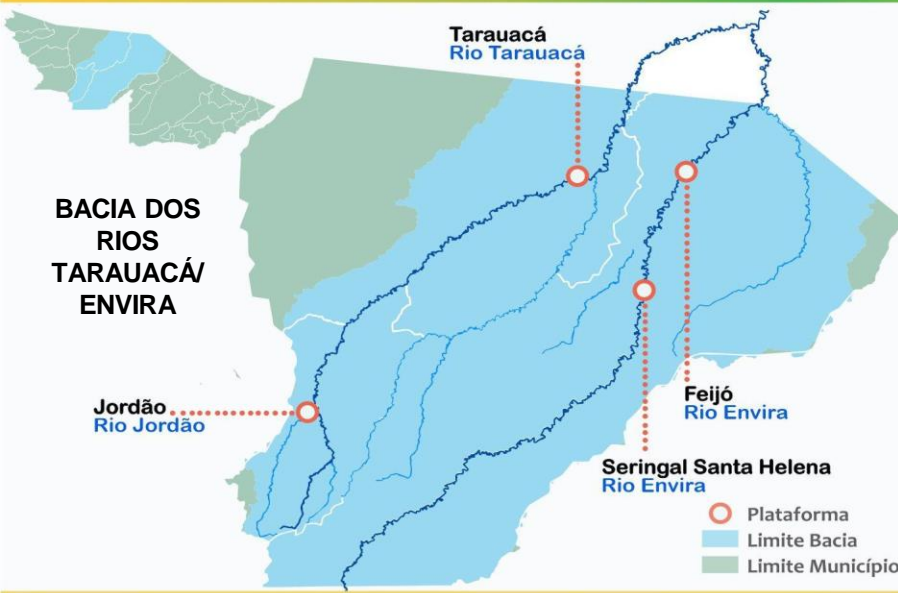 Tarauacá
Rio Tarauacá
BACIA DOS
RIOS
TARAUACÁ/
ENVIRA
Jordão
Rio Jordão
Feijó
Rio Envira
Seringal Santa Helena
Rio Envira
Plataforma
Limite Bacia
Limite Município